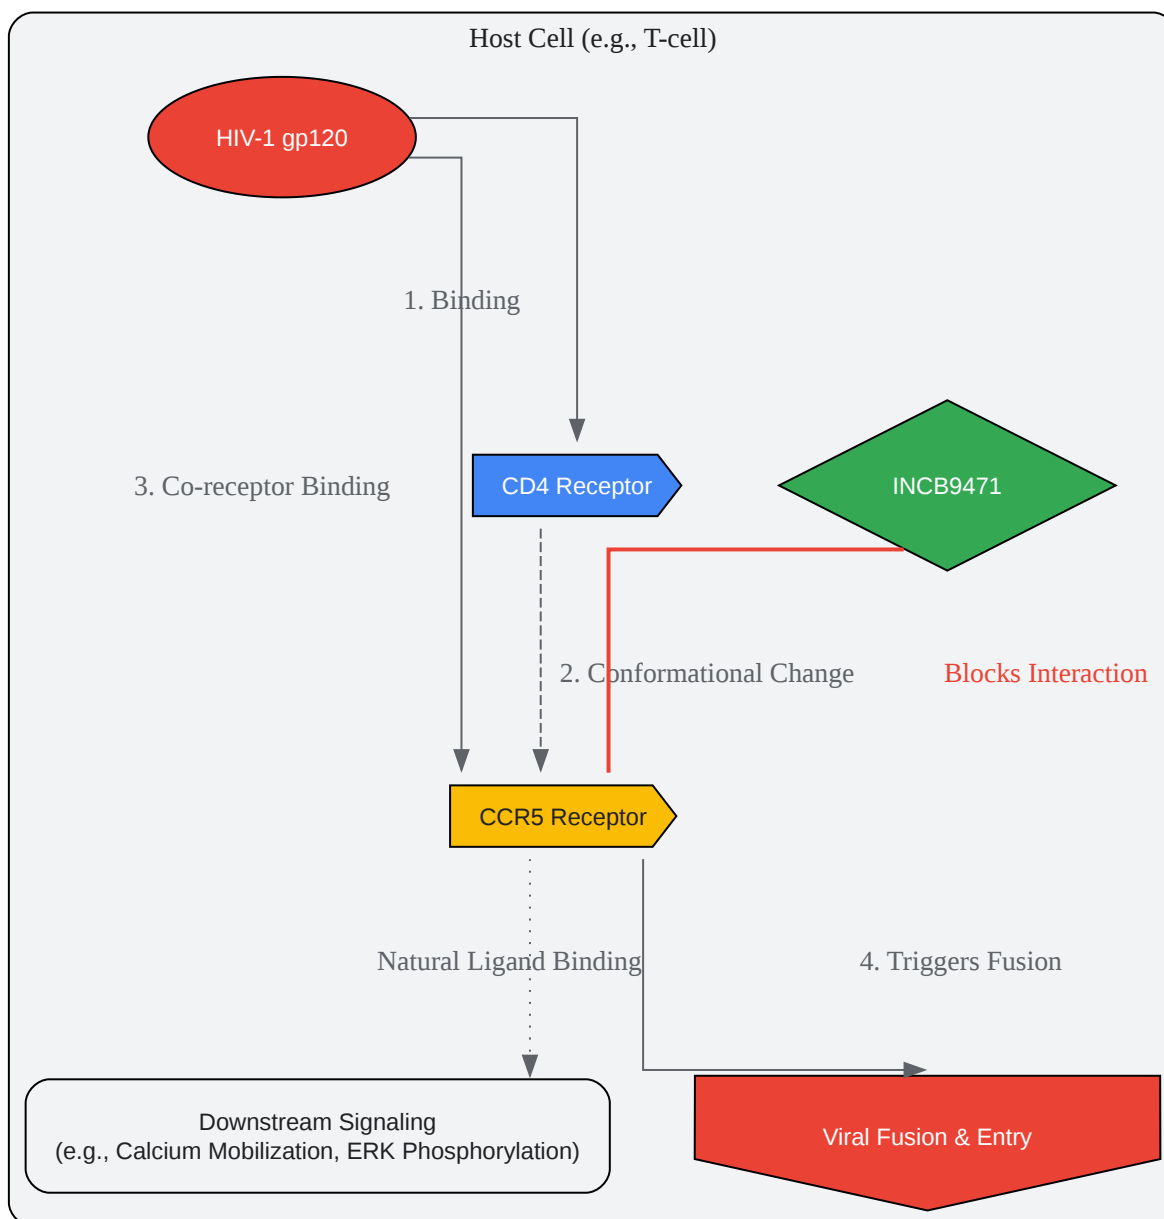 Host Cell (e.g., T-cell)
HIV-1 gp120
1. Binding
3. Co-receptor Binding
CD4 Receptor
INCB9471
2. Conformational Change
Blocks Interaction
CCR5 Receptor
Natural Ligand Binding
4. Triggers Fusion
Downstream Signaling
(e.g., Calcium Mobilization, ERK Phosphorylation)
Viral Fusion & Entry